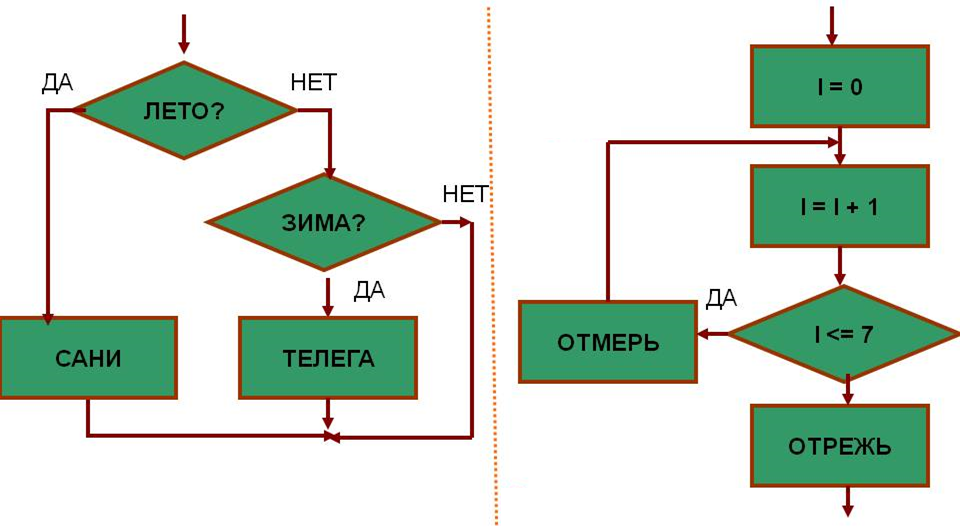 ДА
НЕТ
ЛЕТО?
НЕТ
ЗИМА?
ДА
САНИ
ТЕЛЕГА
I = 0
I = I + 1
ДА
I <= 7
ОТМЕРЬ
ОТРЕЖЬ